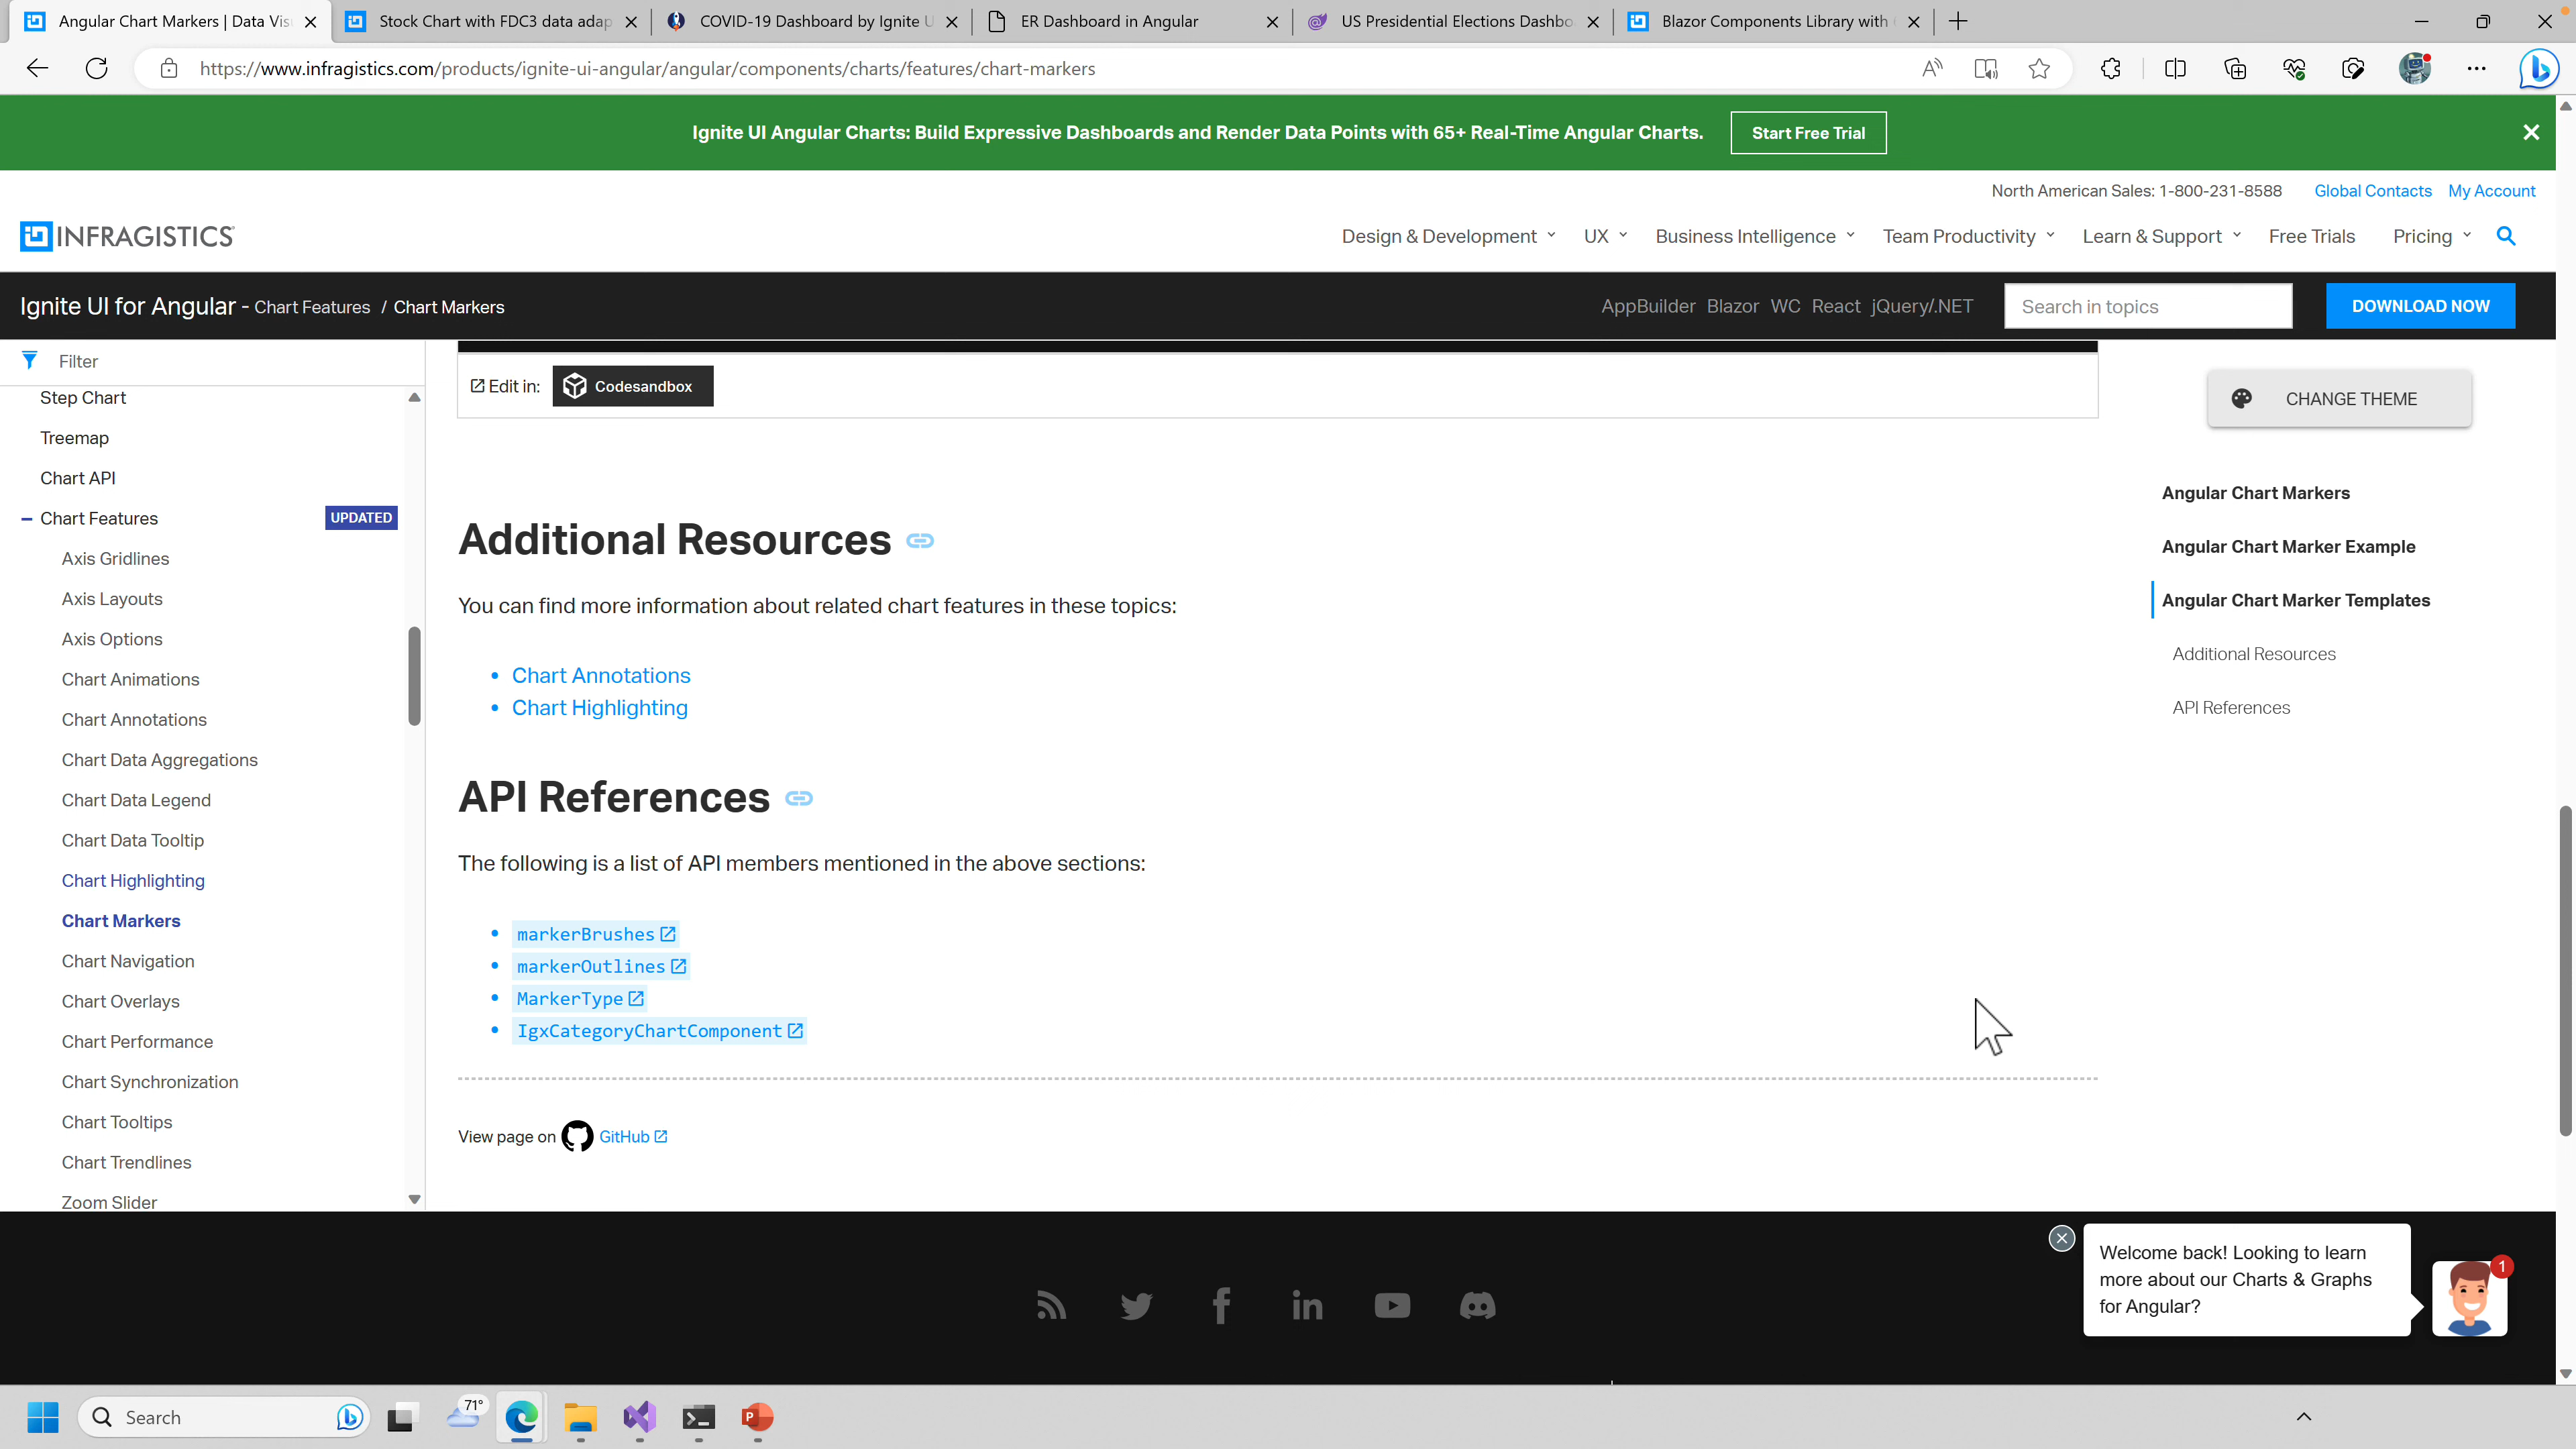 Angular Chart Markers | Data Vis
Stock Chart with FDC3 data adap
COVID-19 Dashboard by Ignite U
ER Dashboard in Angular
US Presidential Elections Dashbo
Blazor Components Library with
https://www.infragistics.com/products/ignite-ui-angular/angular/components/charts/features/chart-markers
Ignite UI Angular Charts: Build Expressive Dashboards and Render Data Points with 65+ Real-Time Angular Charts.
Start Free Trial
North American Sales: 1-800-231-8588
Global Contacts
My Account
INFRAGISTICS
Design & Development
UX
Business Intelligence
Team Productivity
Learn & Support
Free Trials
Pricing
Ignite UI for Angular - Chart Features / Chart Markers
AppBuilder Blazor WC React jQuery/.NET
Search in topics
DOWNLOAD NOW
Filter
Step Chart
Treemap
Chart API
Chart Features
UPDATED
Axis Gridlines
Axis Layouts
Axis Options
Chart Animations
Chart Annotations
Chart Data Aggregations
Chart Data Legend
Chart Data Tooltip
Chart Highlighting
Chart Markers
Chart Navigation
Chart Overlays
Chart Performance
Chart Synchronization
Chart Tooltips
Chart Trendlines
Zoom Slider
Edit in:
Codesandbox
Additional Resources
You can find more information about related chart features in these topics:
• Chart Annotations
• Chart Highlighting
API References
The following is a list of API members mentioned in the above sections:
• markerBrushes
• markerOutlines
• MarkerType
• IgxCategoryChartComponent
View page on GitHub
CHANGE THEME
Angular Chart Markers
Angular Chart Marker Example
Angular Chart Marker Templates
Additional Resources
API References
Welcome back! Looking to learn
more about our Charts & Graphs
for Angular?
1
Search
71°